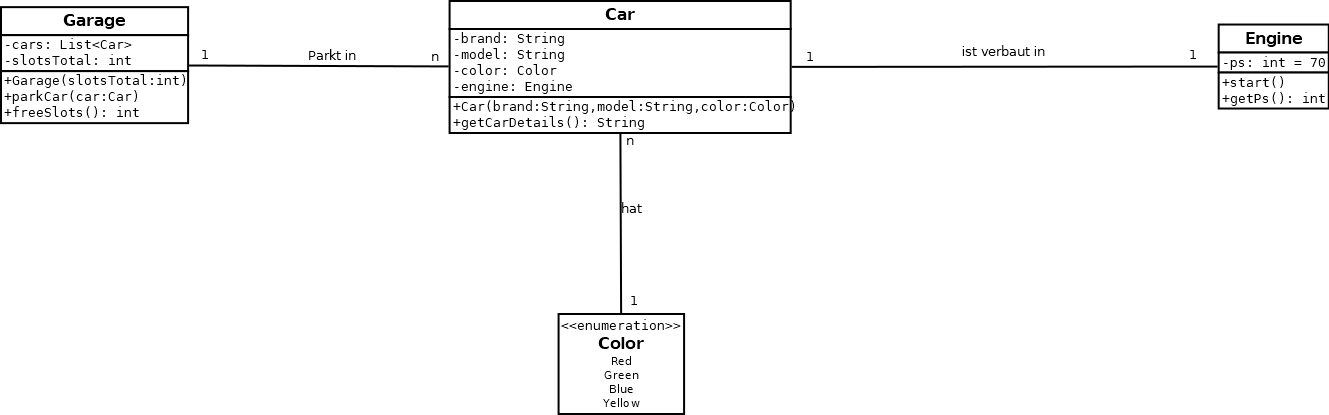 Garage
-cars: List<Car>
-slotsTotal: int
+Garage(slotsTotal:int)
+parkCar(car:Car)
+freeSlots(): int
1
Parkt in
n
Car
-brand: String
-model: String
-color: Color
-engine: Engine
+Car(brand:String,model:String,color:Color)
+getCarDetails(): String
1
ist verbaut in
1
Engine
-ps: int = 70
+start()
+getPs(): int
n
hat
1
<<enumeration>>
Color
Red
Green
Blue
Yellow